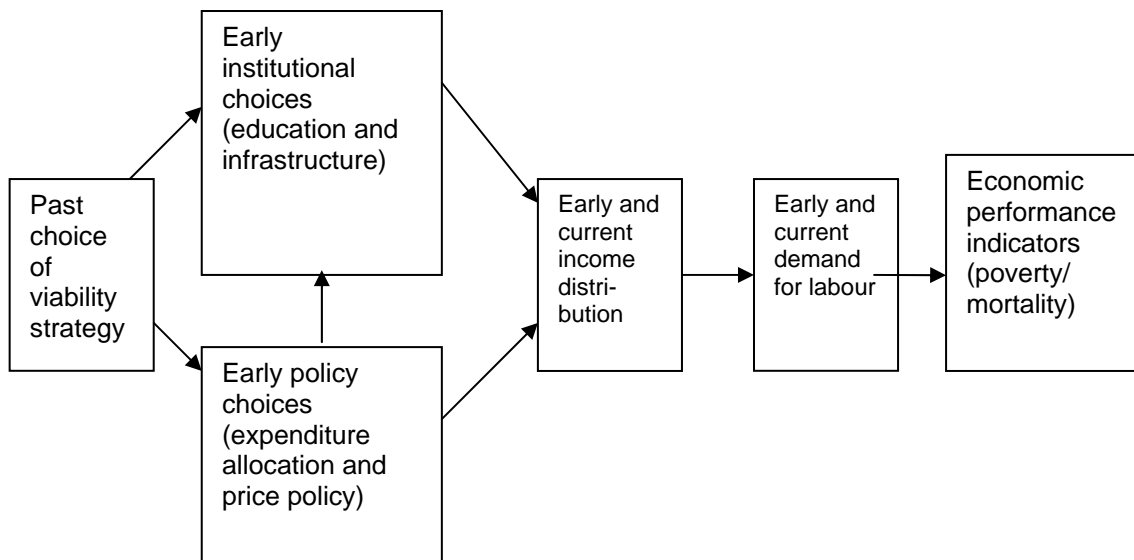 Past
choice
of
viability
strategy
Early
institutional
choices
(education and
infrastructure)
Early policy
choices
(expenditure
allocation and
price policy)
Early and
current
income
distri-
bution
Early and
current
demand
for labour
Economic
performance
indicators
(poverty/
mortality)